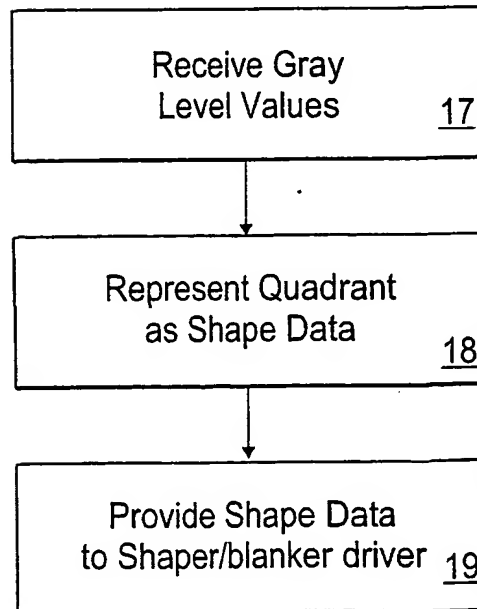 Receive Gray
Level Values
17
Represent Quadrant
as Shape Data
18
Provide Shape Data
to Shaper/blanker driver 19